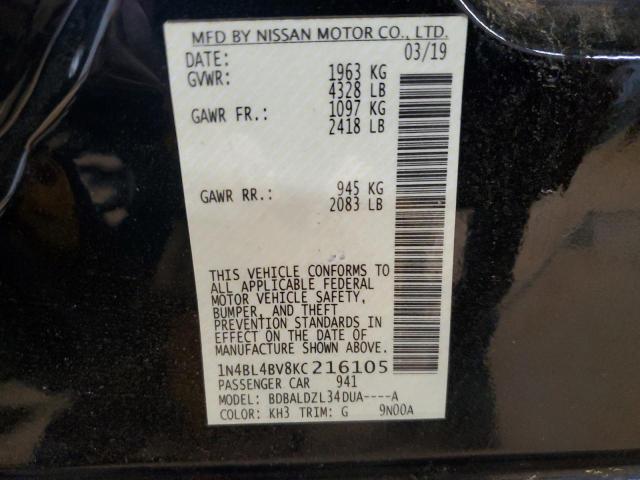 MFD BY NISSAN MOTOR CO., LTD.
DATE: 03/19
GVWR: 1963 KG
4328 LB
GAWR FR.: 1097 KG
2418 LB
GAWR RR.: 945 KG
2083 LB
THIS VEHICLE CONFORMS TO
ALL APPLICABLE FEDERAL
MOTOR VEHICLE SAFETY,
BUMPER, AND THEFT
PREVENTION STANDARDS IN
EFFECT ON THE DATE OF
MANUFACTURE SHOWN ABOVE.
1N4BL4BV8KC216105
PASSENGER CAR 941
MODEL: BDBALDZL34DUA----A
COLOR: KH3 TRIM: G 9N00A